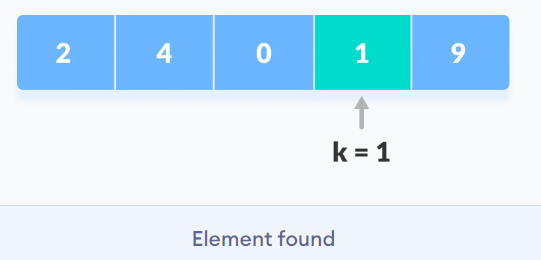 2 4 0 1 9
k = 1
Element found